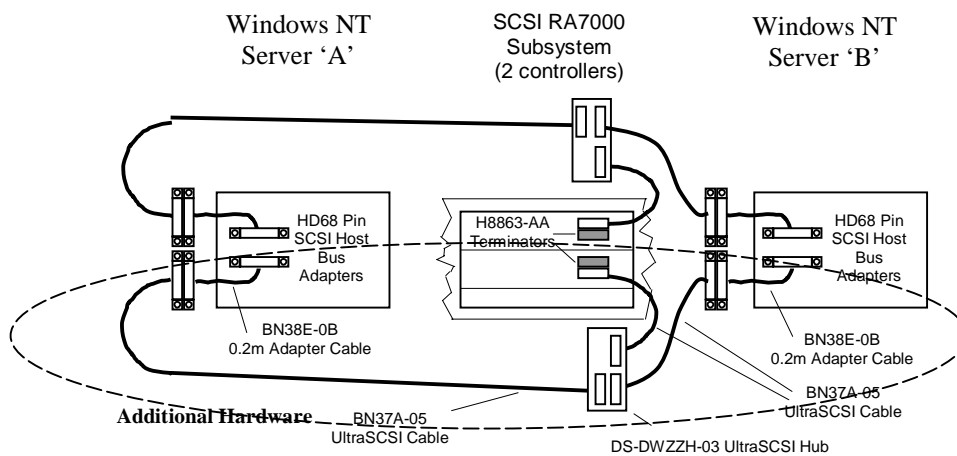 Windows NT
Server ‘A’
SCSI RA7000
Subsystem
(2 controllers)
Windows NT
Server ‘B’
HD68 Pin
SCSI Host
Bus
Adapters
H8863-AA
Terminators
HD68 Pin
SCSI Host
Bus
Adapters
BN38E-0B
0.2m Adapter Cable
BN38E-0B
0.2m Adapter Cable
Additional Hardware
BN37A-05
UltraSCSI Cable
BN37A-05
UltraSCSI Cable
DS-DWZZH-03 UltraSCSI Hub